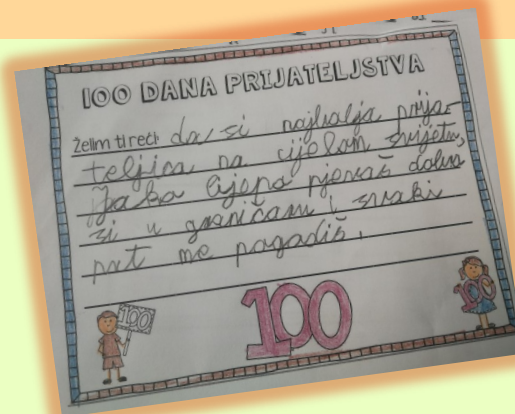 100 DANA PRIJATELJSTVA
Želim ti reći da si najbolja prija-
teljica na cijelom svijetu,
jako lijepo pjevaš dobra
si u graničaru i svaki
put me pogodiš.
100
100
100